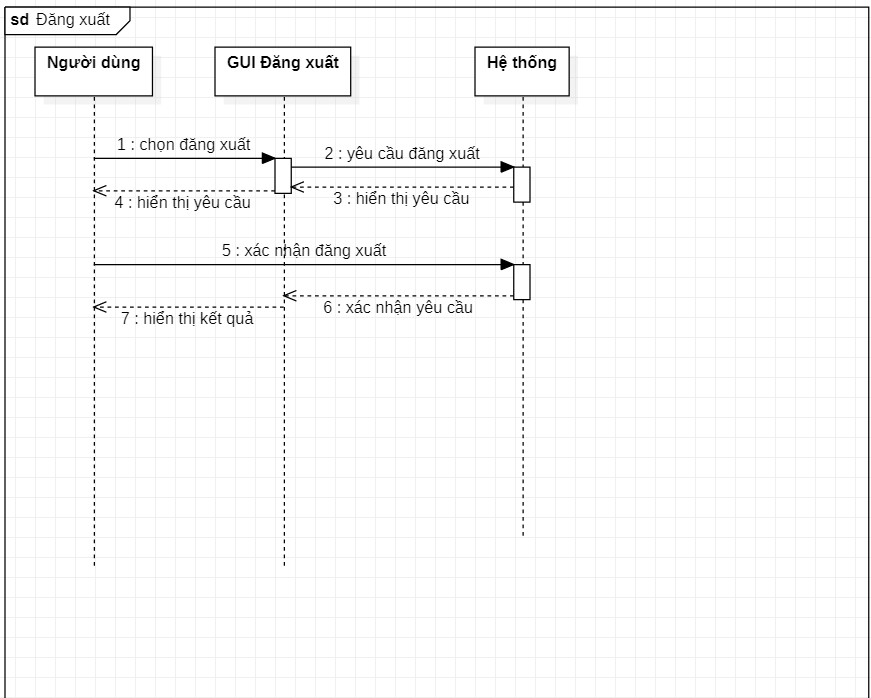 sd Đăng xuất
Người dùng
GUI Đăng xuất
Hệ thống
1 : chọn đăng xuất
2 : yêu cầu đăng xuất
3 : hiển thị yêu cầu
4 : hiển thị yêu cầu
5 : xác nhận đăng xuất
6 : xác nhận yêu cầu
7 : hiển thị kết quả